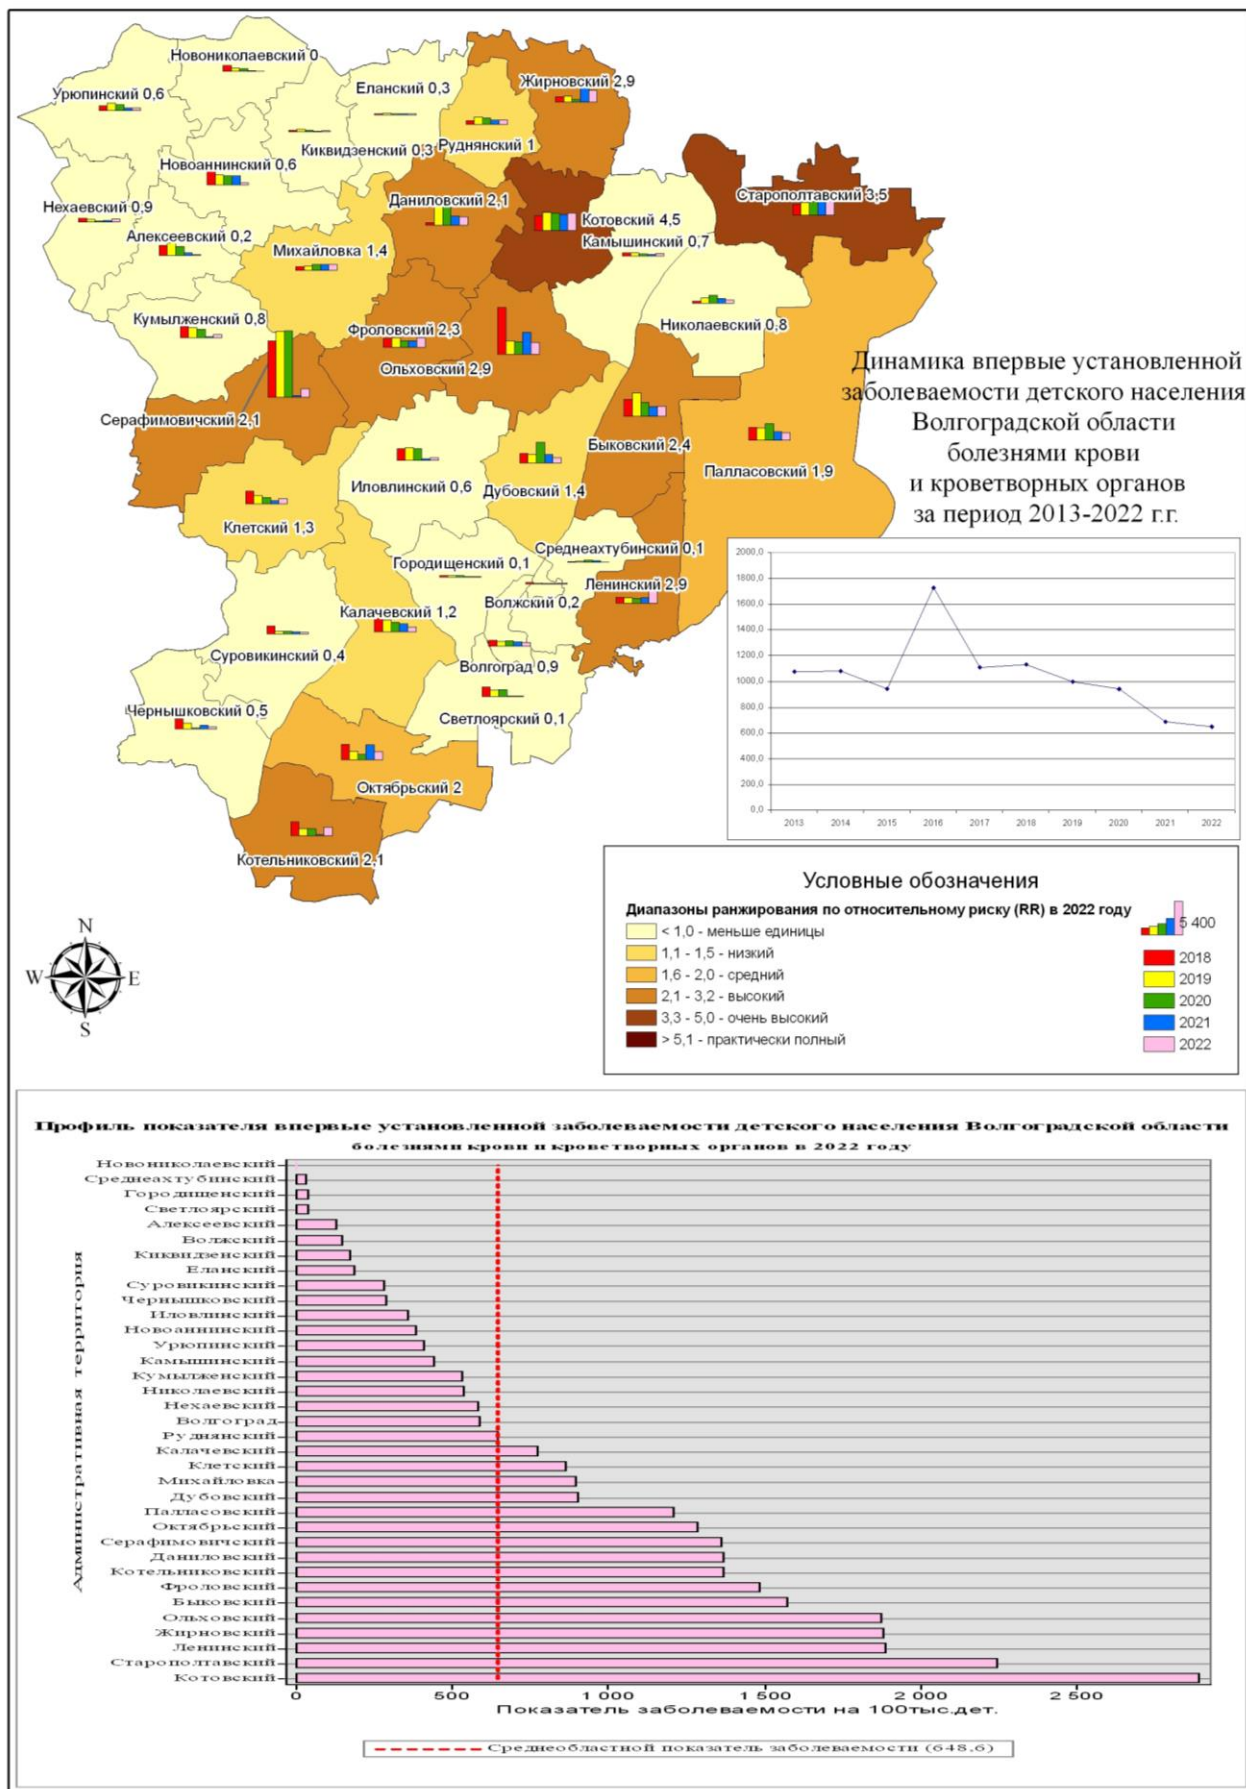 Новониколаевский 0
Урюпинский 0,6
Еланский 0,3
Жирновский 2,9
Киквидзенский 0,3
Руднянский 1
Новоаннинский 0,6
Нехаевский 0,9
Даниловский 2,1
Котовский 4,5
Старополтавский 3,5
Алексеевский 0,2
Михайловка 1,4
Камышинский 0,7
Кумылженский 0,8
Фроловский 2,3
Николаевский 0,8
Ольховский 2,9
Серафимовичский 2,1
Быковский 2,4
Палласовский 1,9
Иловлинский 0,6
Дубовский 1,4
Клетский 1,3
Среднеахтубинский 0,1
Городищенский 0,1
Ленинский 2,9
Волжский 0,2
Калачевский 1,2
Суровикинский 0,4
Волгоград 0,9
Чернышковский 0,5
Светлоярский 0,1
Октябрьский 2
Котельниковский 2,1
Динамика впервые установленной
заболеваемости детского населения
Волгоградской области
болезнями крови
и кроветворных органов
за период 2013-2022 г.г.
2000,0
1800,0
1600,0
1400,0
1200,0
1000,0
800,0
600,0
400,0
200,0
0,0
2013 2014 2015 2016 2017 2018 2019 2020 2021 2022
Условные обозначения
Диапазоны ранжирования по относительному риску (RR) в 2022 году
< 1,0 - меньше единицы
1,1 - 1,5 - низкий
1,6 - 2,0 - средний
2,1 - 3,2 - высокий
3,3 - 5,0 - очень высокий
> 5,1 - практически полный
5 400
2018
2019
2020
2021
2022
N
W E
S
Профиль показателя впервые установленной заболеваемости детского населения Волгоградской области
болезнями крови и кроветворных органов в 2022 году
Административная территория
Новониколаевский
Среднеахтубинский
Городищенский
Светлоярский
Алексеевский
Волжский
Киквидзенский
Еланский
Суровикинский
Чернышковский
Иловлинский
Новоаннинский
Урюпинский
Камышинский
Кумылженский
Николаевский
Нехаевский
Волгоград
Руднянский
Калачевский
Клетский
Михайловка
Дубовский
Палласовский
Октябрьский
Серафимовичский
Даниловский
Котельниковский
Фроловский
Быковский
Ольховский
Жирновский
Ленинский
Старополтавский
Котовский
0 500 1 000 1 500 2 000 2 500
Показатель заболеваемости на 100тыс.дет.
Среднеобластной показатель заболеваемости (648,6)